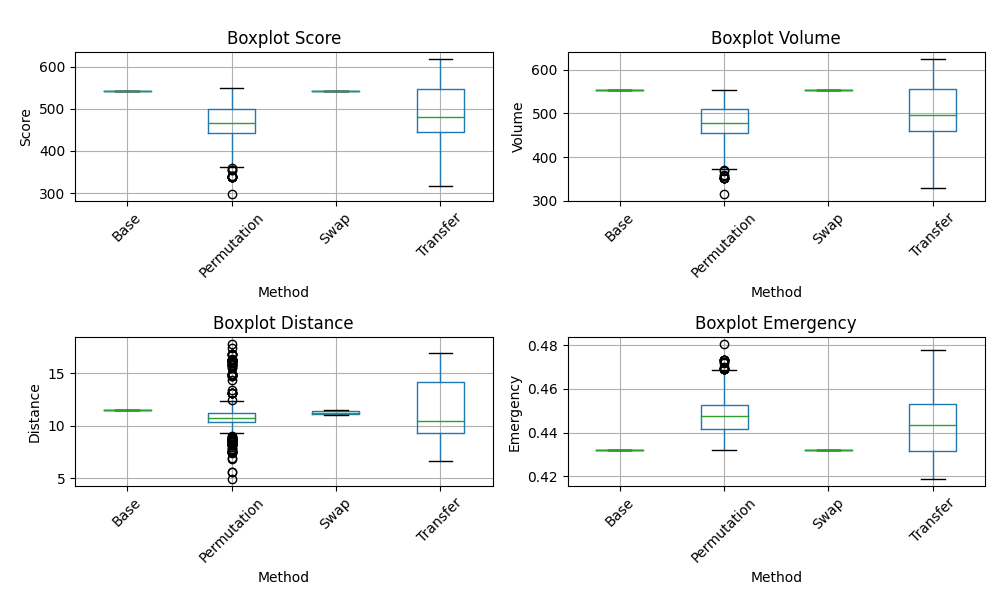 Boxplot Score
Score
600
500
400
300
Base
Permutation
Swap
Transfer
Method
Boxplot Volume
Volume
600
500
400
300
Base
Permutation
Swap
Transfer
Method
Boxplot Distance
Distance
15
10
5
Base
Permutation
Swap
Transfer
Method
Boxplot Emergency
Emergency
0.48
0.46
0.44
0.42
Base
Permutation
Swap
Transfer
Method